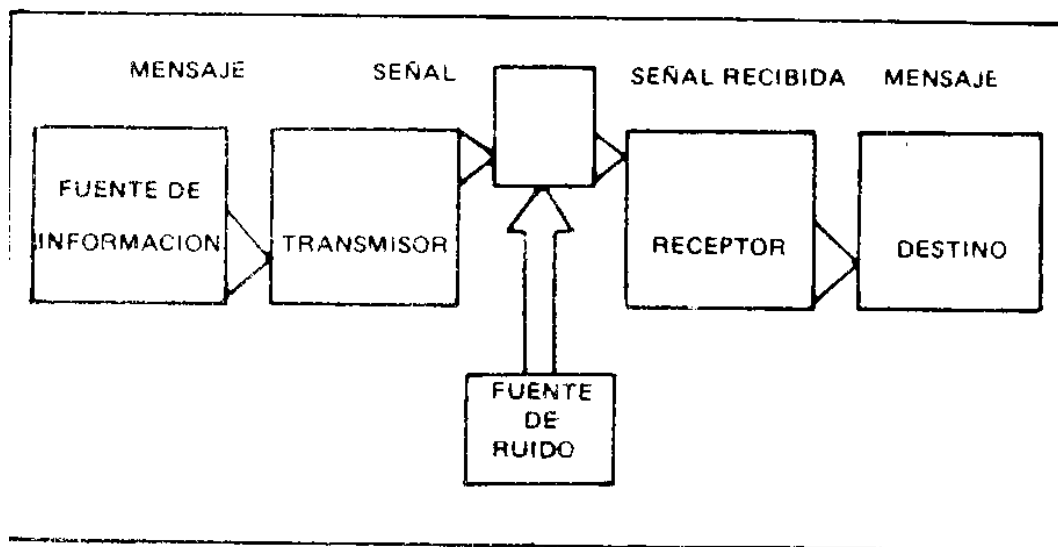 MENSAJE
SEÑAL
SEÑAL RECIBIDA
MENSAJE
FUENTE DE
INFORMACION
TRANSMISOR
RECEPTOR
DESTINO
FUENTE
DE
RUIDO